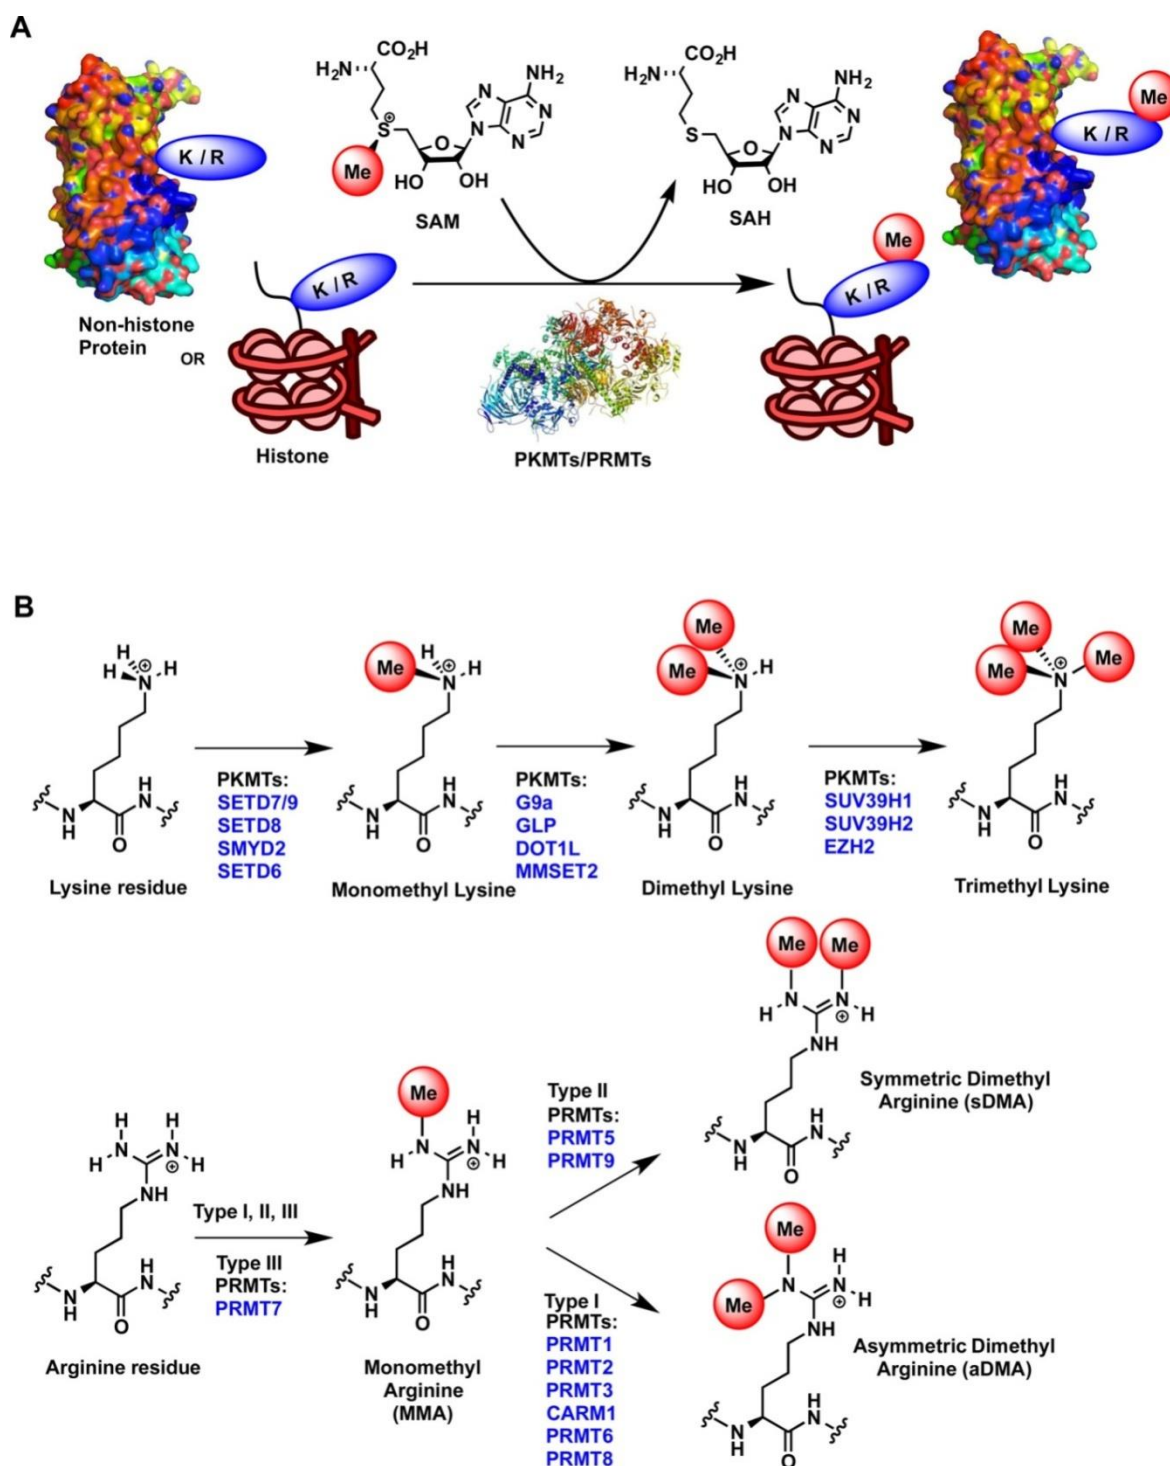 A
CO2H
H2N
NH2
N
N
N
N
S
⊕
O
Me
HO
OH
SAM
CO2H
H2N
NH2
N
N
N
N
S
O
HO
OH
SAH
K / R
Me
K / R
Non-histone
Protein
OR
K / R
Histone
PKMTs/PRMTs
Me
K / R
B
H
H
N
⊕
H
N
H
H
N
O
Lysine residue
PKMTs:
SETD7/9
SETD8
SMYD2
SETD6
Me
H
N
⊕
H
N
H
H
N
O
Monomethyl Lysine
PKMTs:
G9a
GLP
DOT1L
MMSET2
Me
Me
N
⊕
H
N
H
H
N
O
Dimethyl Lysine
PKMTs:
SUV39H1
SUV39H2
EZH2
Me
Me
Me
N
⊕
N
H
H
N
O
Trimethyl Lysine
H
H
H
N
N
H
⊕
NH
N
H
H
N
O
Arginine residue
Type I, II, III
Type III
PRMTs:
PRMT7
Me
H
H
N
N
H
⊕
NH
N
H
H
N
O
Monomethyl
Arginine
(MMA)
Type II
PRMTs:
PRMT5
PRMT9
Me
Me
H
N
N
H
⊕
NH
N
H
H
N
O
Symmetric Dimethyl
Arginine (sDMA)
Type I
PRMTs:
PRMT1
PRMT2
PRMT3
CARM1
PRMT6
PRMT8
Me
Me
H
N
N
H
⊕
NH
N
H
H
N
O
Asymmetric Dimethyl
Arginine (aDMA)